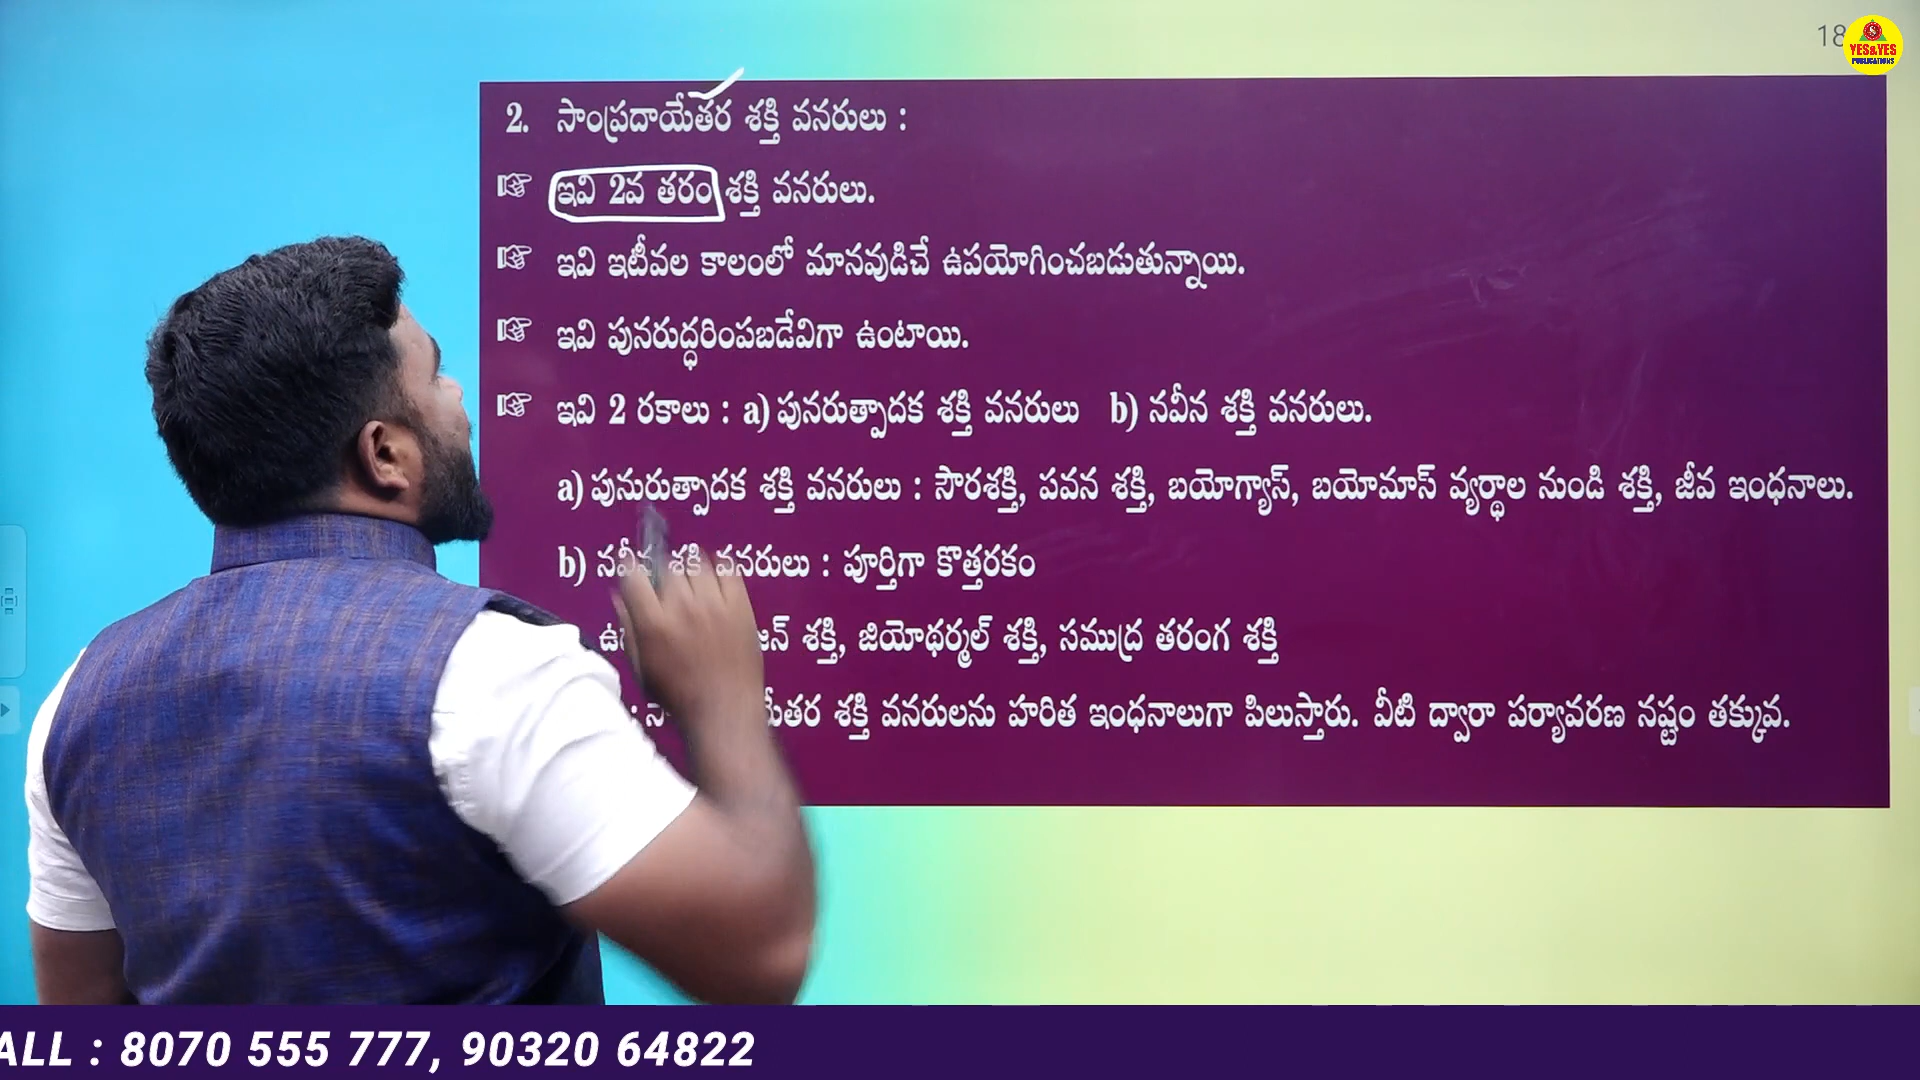 18
YES&YES
PUBLICATIONS
2. సాంప్రదాయేతర శక్తి వనరులు :
☞ ఇవి 2వ తరం శక్తి వనరులు.
☞ ఇవి ఇటీవల కాలంలో మానవుడిచే ఉపయోగించబడుతున్నాయి.
☞ ఇవి పునరుద్ధరింపబడేవిగా ఉంటాయి.
☞ ఇవి 2 రకాలు : a) పునరుత్పాదక శక్తి వనరులు b) నవీన శక్తి వనరులు.
a) పునురుత్పాదక శక్తి వనరులు : సౌరశక్తి, పవన శక్తి, బయోగ్యాస్, బయోమాస్ వ్యర్థాల నుండి శక్తి, జీవ ఇంధనాలు.
b) నవీన శక్తి వనరులు : పూర్తిగా కొత్తరకం
శక్తి, జియోథర్మల్ శక్తి, సముద్ర తరంగ శక్తి
శక్తి వనరులను హరిత ఇంధనాలుగా పిలుస్తారు. వీటి ద్వారా పర్యావరణ నష్టం తక్కువ.
ALL : 8070 555 777, 90320 64822